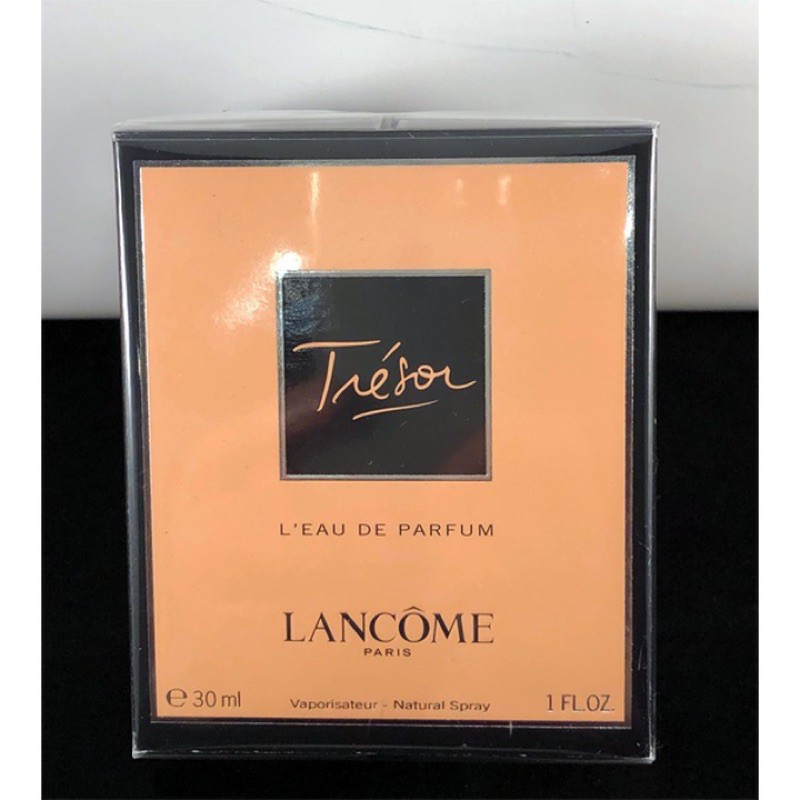 Trésor
L'EAU DE PARFUM
LANCÔME
PARIS
e 30 ml
Vaporisateur - Natural Spray
1 FL.OZ.